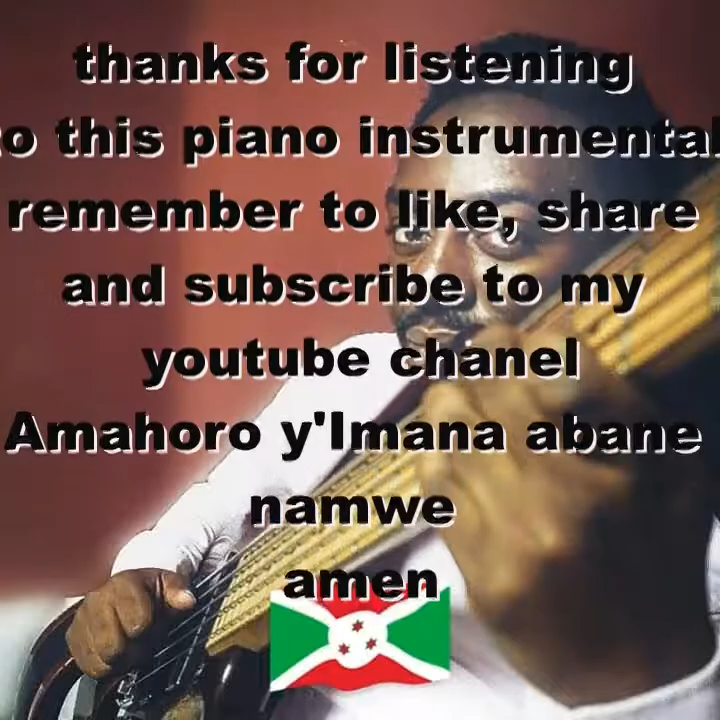 thanks for listening
to this piano instrumental
remember to like, share
and subscribe to my
youtube chanel
Amahoro y'Imana abane
namwe
amen